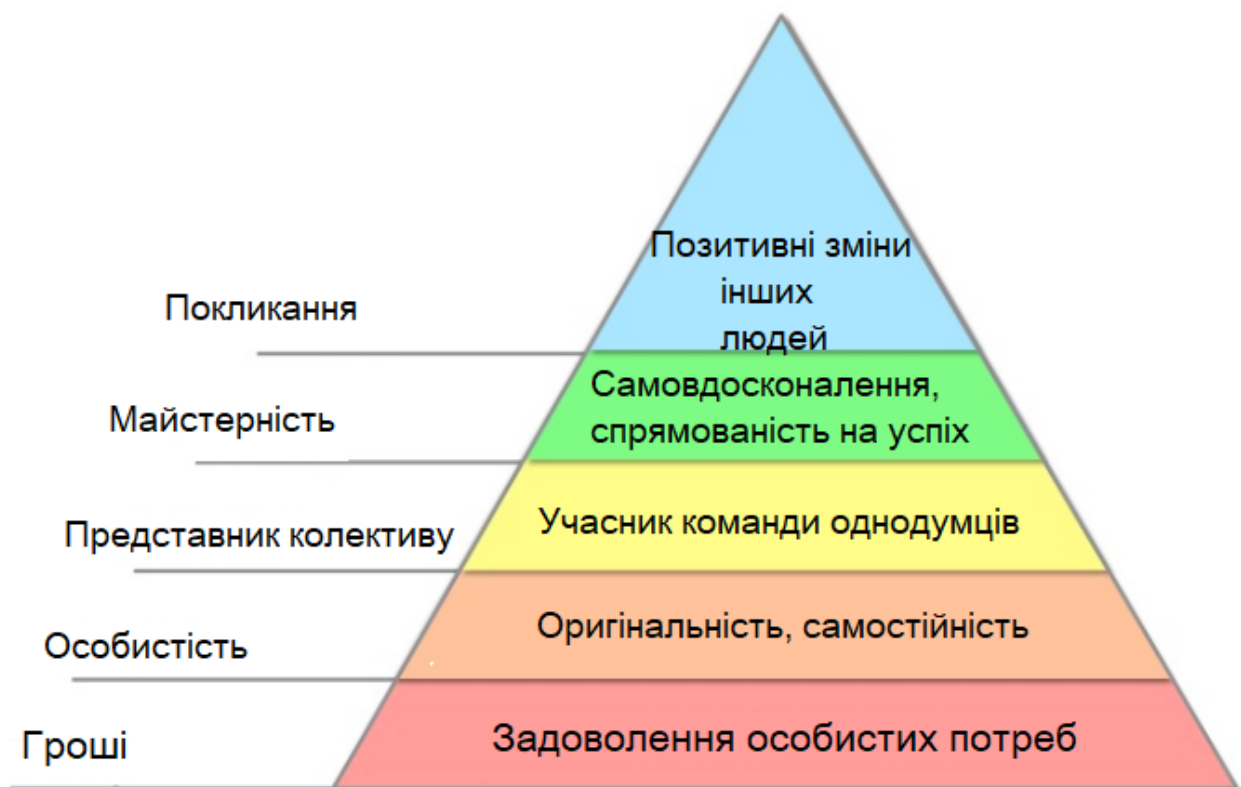 Позитивні зміни
інших
людей
Покликання
Самовдосконалення,
спрямованість на успіх
Майстерність
Учасник команди однодумців
Представник колективу
Оригінальність, самостійність
Особистість
Задоволення особистих потреб
Гроші